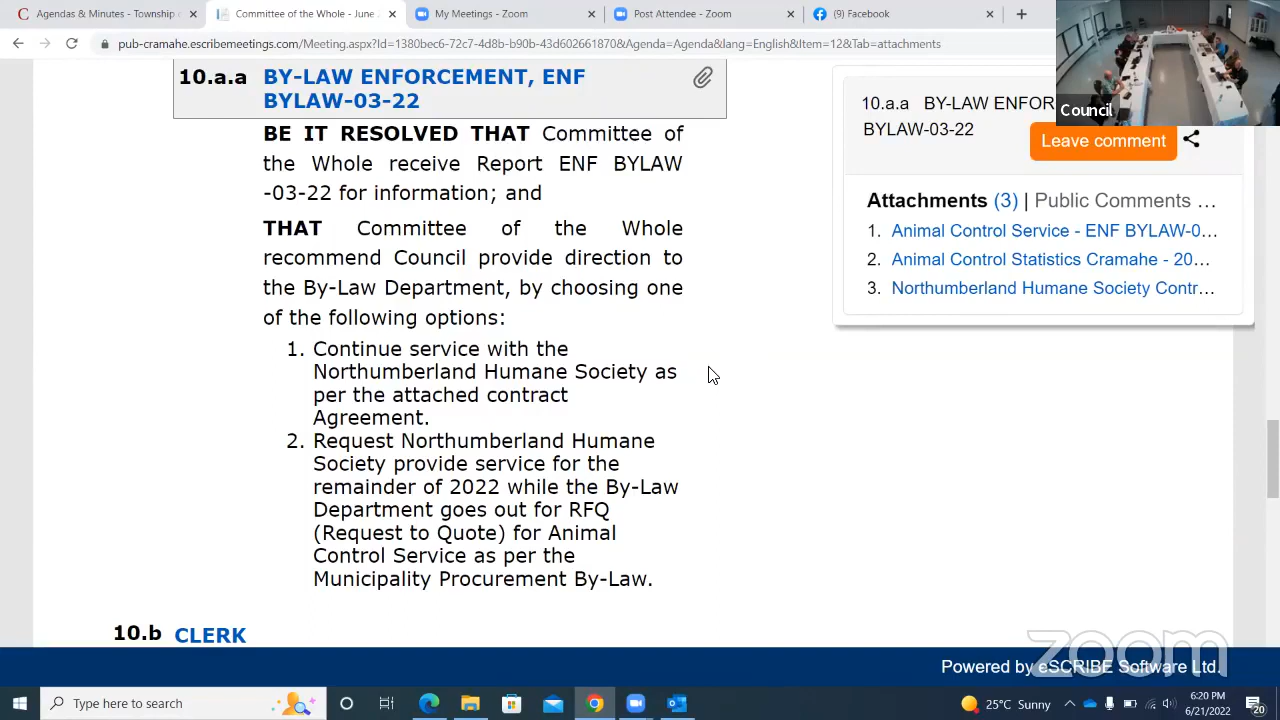 Agendas & Minutes - Township
Committee of the Whole - June
My Meetings - Zoom
Post Attendee - Zoom
(9) Facebook
pub-cramahe.escribemeetings.com/Meeting.aspx?Id=1380bec6-72c7-4d8b-b90b-43d602661870&Agenda=Agenda&lang=English&Item=12&Tab=attachments
10.a.a BY-LAW ENFORCEMENT, ENF
BYLAW-03-22
BE IT RESOLVED THAT Committee of
the Whole receive Report ENF BYLAW
-03-22 for information; and
THAT Committee of the Whole
recommend Council provide direction to
the By-Law Department, by choosing one
of the following options:
1. Continue service with the
Northumberland Humane Society as
per the attached contract
Agreement.
2. Request Northumberland Humane
Society provide service for the
remainder of 2022 while the By-Law
Department goes out for RFQ
(Request to Quote) for Animal
Control Service as per the
Municipality Procurement By-Law.
10.b CLERK
10.a.a BY-LAW ENFOR
BYLAW-03-22
Council
Leave comment
Attachments (3) | Public Comments ...
1. Animal Control Service - ENF BYLAW-0...
2. Animal Control Statistics Cramahe - 20...
3. Northumberland Humane Society Contr...
zoom
Powered by eSCRIBE Software Ltd.
Type here to search
25°C Sunny
6:20 PM
6/21/2022
20